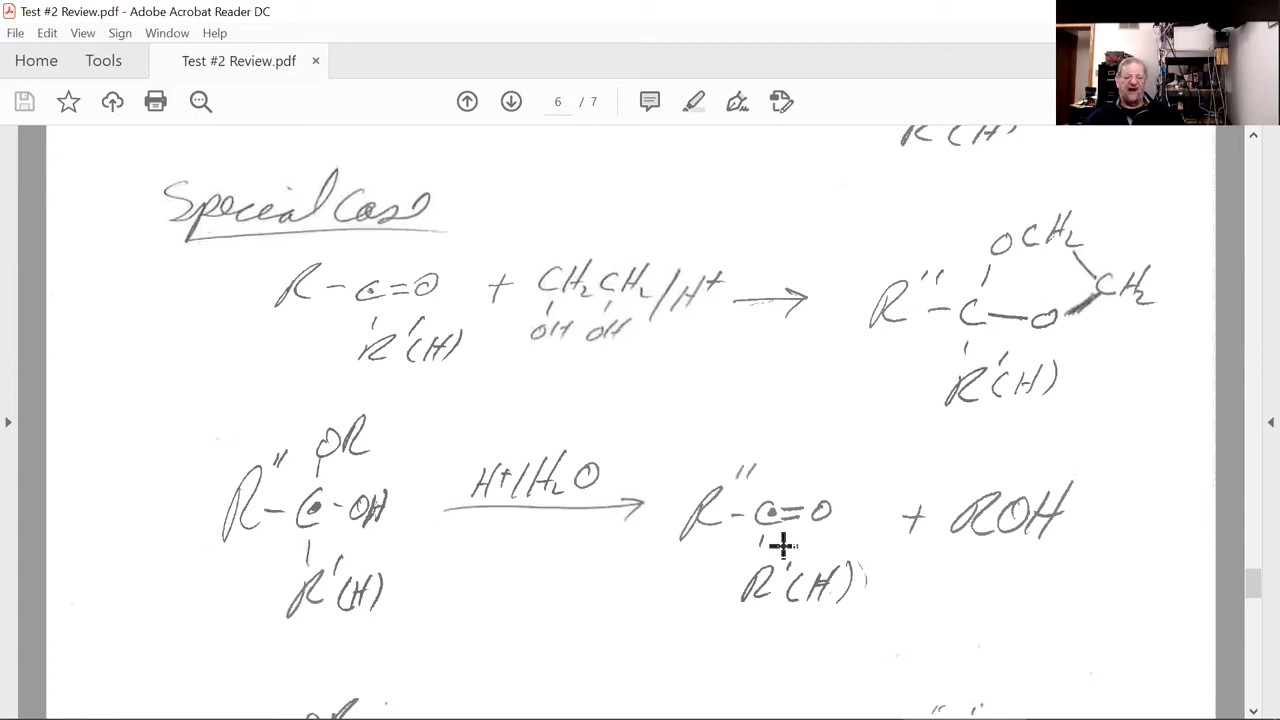 Test #2 Review.pdf - Adobe Acrobat Reader DC
File Edit View Sign Window Help
Home Tools Test #2 Review.pdf ×
6 / 7
R(H)
Special Case
OCH2
R-C=O + CH2CH2/H+ → R''-C-O CH2
OH OH
R'(H)
R'(H)
OR
R''-C-OH H+/H2O → R''-C=O + ROH
R'(H) R'(H)